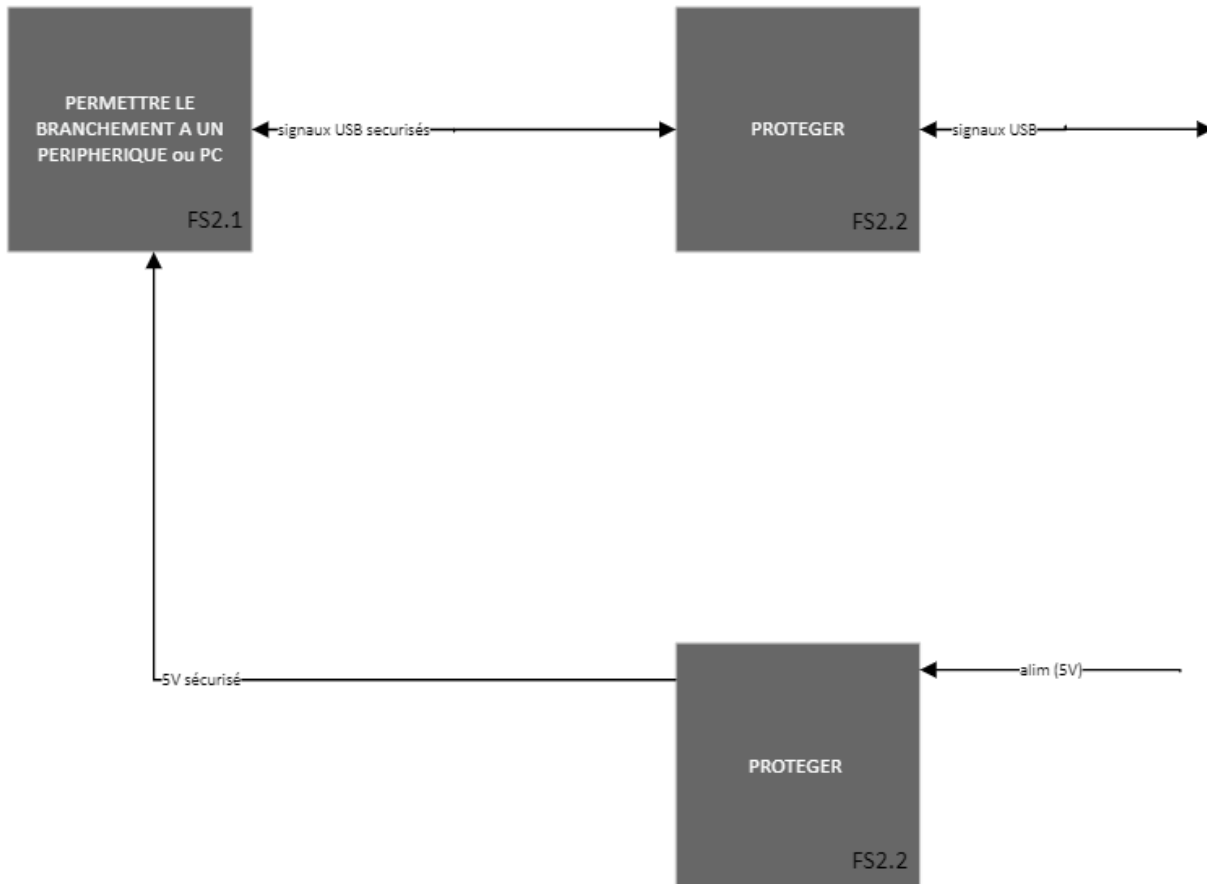 PERMETTRE LE
BRANCHEMENT A UN
PERIPHERIQUE ou PC
FS2.1
signaux USB securisés
PROTEGER
FS2.2
signaux USB
5V sécurisé
PROTEGER
FS2.2
alim (5V)